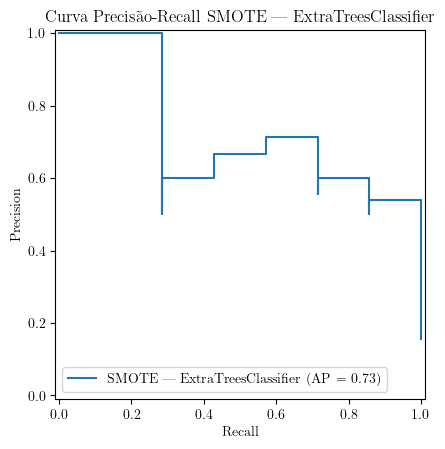 Curva Precisão-Recall SMOTE — ExtraTreesClassifier
1.0
0.8
0.6
0.4
0.2
0.0
Precision
SMOTE — ExtraTreesClassifier (AP = 0.73)
0.0 0.2 0.4 0.6 0.8 1.0
Recall